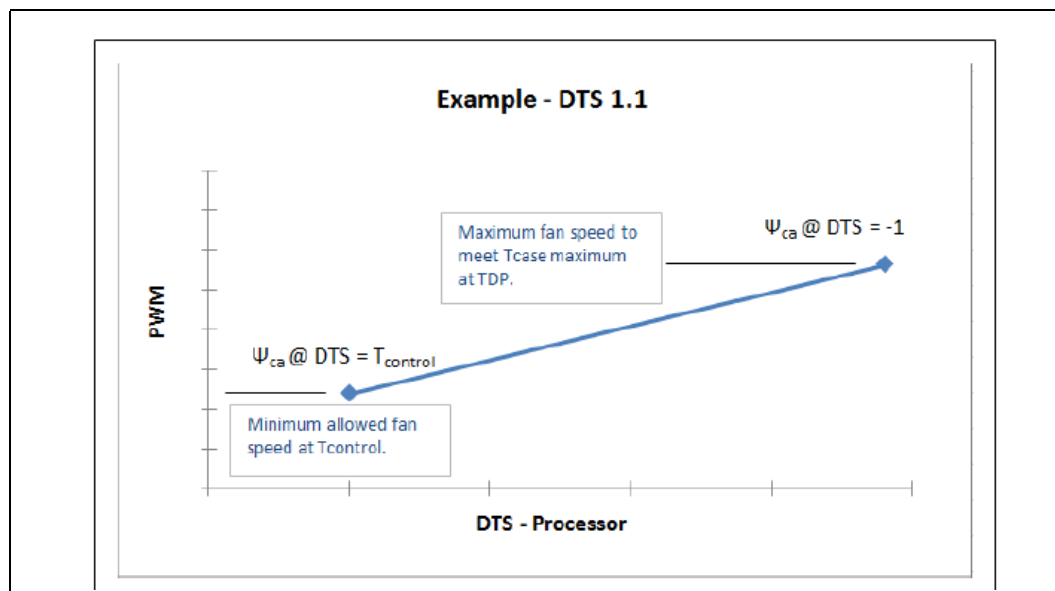 Example - DTS 1.1
Ψca @ DTS = -1
Maximum fan speed to
meet Tcase maximum
at TDP.
PWM
Ψca @ DTS = Tcontrol
Minimum allowed fan
speed at Tcontrol.
DTS - Processor